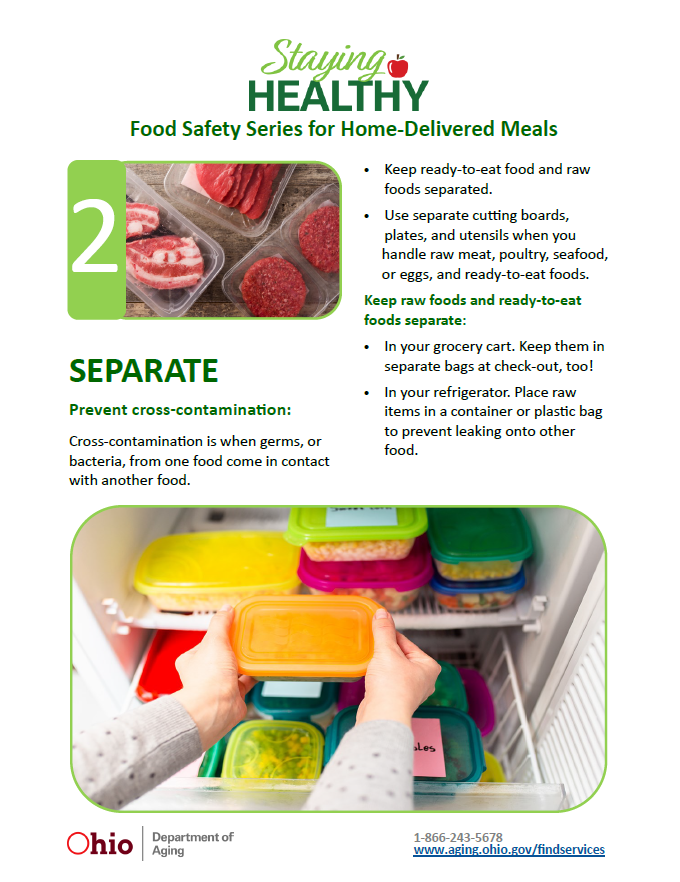 Staying
HEALTHY
Food Safety Series for Home-Delivered Meals
2
SEPARATE
Prevent cross-contamination:
Cross-contamination is when germs, or
bacteria, from one food come in contact
with another food.
• Keep ready-to-eat food and raw
foods separated.
• Use separate cutting boards,
plates, and utensils when you
handle raw meat, poultry, seafood,
or eggs, and ready-to-eat foods.
Keep raw foods and ready-to-eat
foods separate:
• In your grocery cart. Keep them in
separate bags at check-out, too!
• In your refrigerator. Place raw
items in a container or plastic bag
to prevent leaking onto other
food.
Ohio
Department of
Aging
1-866-243-5678
www.aging.ohio.gov/findservices